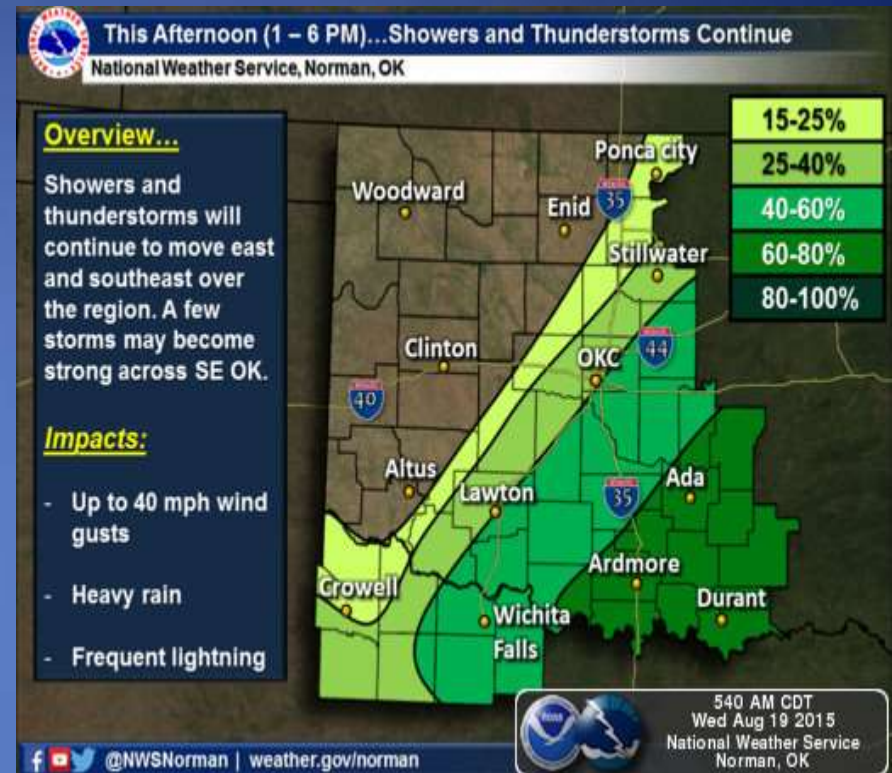 This Afternoon (1 – 6 PM)...Showers and Thunderstorms Continue
National Weather Service, Norman, OK
Overview...
Showers and
thunderstorms will
continue to move east
and southeast over
the region. A few
storms may become
strong across SE OK.
Impacts:
- Up to 40 mph wind
gusts
- Heavy rain
- Frequent lightning
15-25%
25-40%
40-60%
60-80%
80-100%
Ponca city
Woodward
Enid
35
Stillwater
Clinton
OKC
44
40
Altus
Lawton
35
Ada
Crowell
Ardmore
Durant
Wichita
Falls
540 AM CDT
Wed Aug 19 2015
National Weather Service
Norman, OK
@NWSNorman | weather.gov/norman